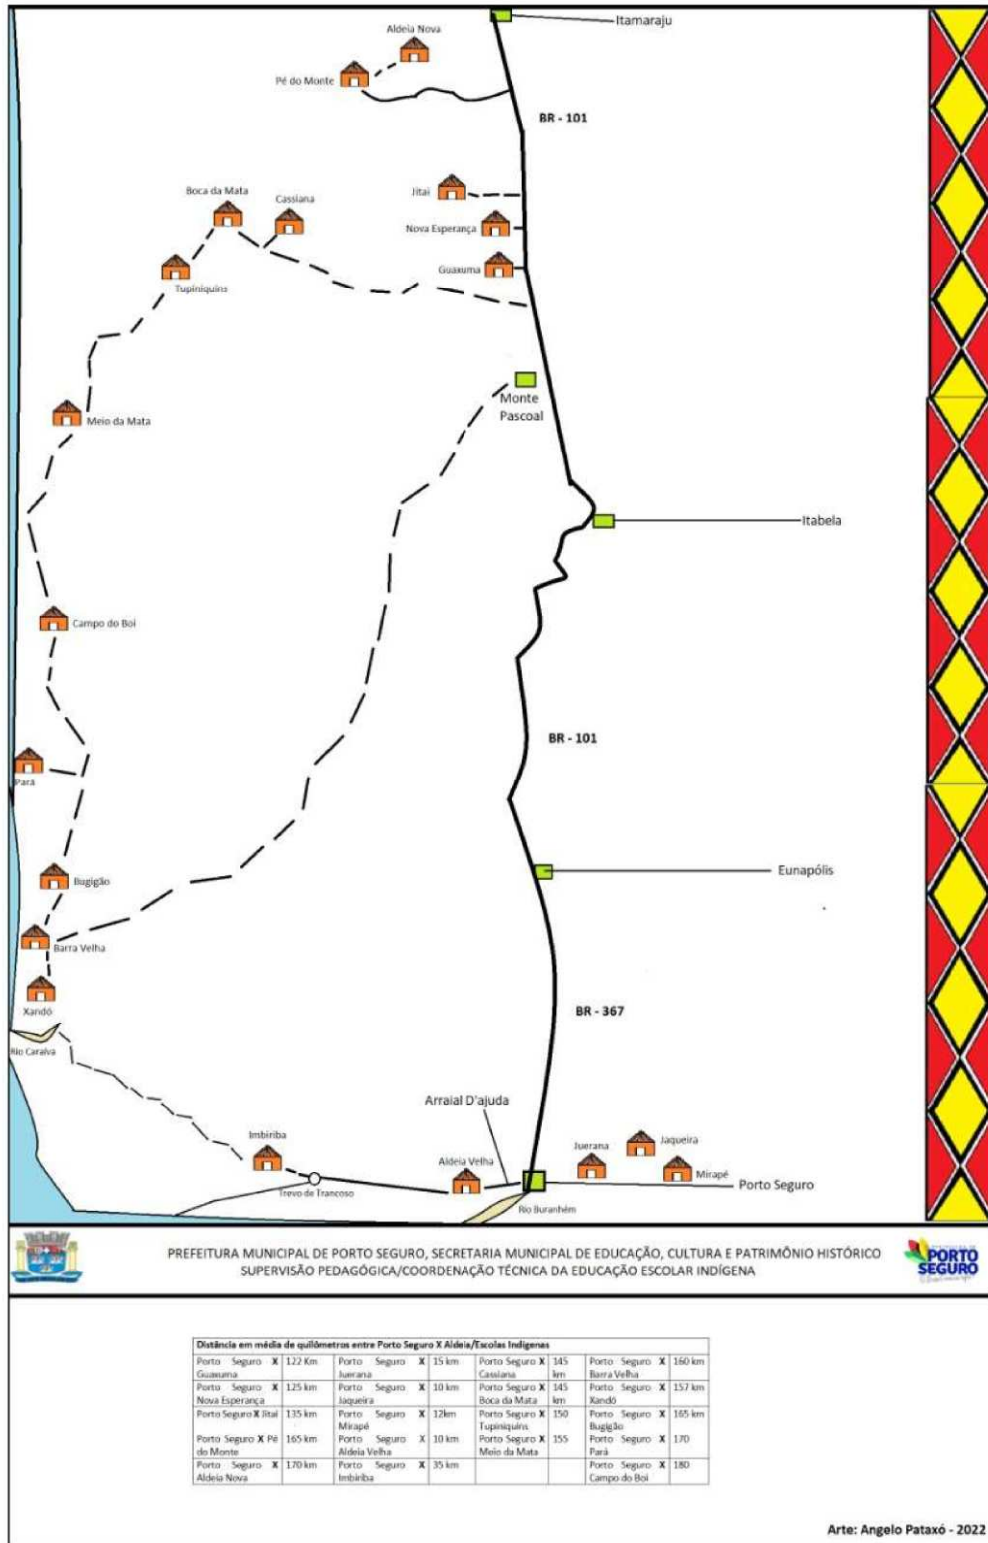 Itamaraju
Aldeia Nova
Pé do Monte
BR - 101
Boca da Mata
Cassiana
Jitaí
Nova Esperança
Guaxuma
Tupiniquins
Monte
Pascoal
Meio da Mata
Itabela
Campo do Boi
BR - 101
Pará
Eunapólis
Bugigão
Barra Velha
Xandó
BR - 367
Rio Caraíva
Arraial D'ajuda
Imbiriba
Aldeia Velha
Juerana
Jaqueira
Mirapé
Trevo de Trancoso
Porto Seguro
Rio Buranhém
PREFEITURA MUNICIPAL DE PORTO SEGURO, SECRETARIA MUNICIPAL DE EDUCAÇÃO, CULTURA E PATRIMÔNIO HISTÓRICO
SUPERVISÃO PEDAGÓGICA/COORDENAÇÃO TÉCNICA DA EDUCAÇÃO ESCOLAR INDÍGENA
PORTO
SEGURO
Distância em média de quilômetros entre Porto Seguro X Aldeia/Escolas Indígenas
Porto Seguro X Guaxuma 122 Km Porto Seguro X Juerana 15 km Porto Seguro X Cassiana 145 km Porto Seguro X Barra Velha 160 km
Porto Seguro X Nova Esperança 125 km Porto Seguro X Jaqueira 10 km Porto Seguro X Boca da Mata 145 km Porto Seguro X Xandó 157 km
Porto Seguro X Jitaí 135 km Porto Seguro X Mirapé 12km Porto Seguro X Tupiniquins 150 Porto Seguro X Bugigão 165 km
Porto Seguro X Pé do Monte 165 km Porto Seguro X Aldeia Velha 10 km Porto Seguro X Meio da Mata 155 Porto Seguro X Pará 170
Porto Seguro X Aldeia Nova 170 km Porto Seguro X Imbiriba 35 km Porto Seguro X Campo do Boi 180
Arte: Angelo Pataxó - 2022